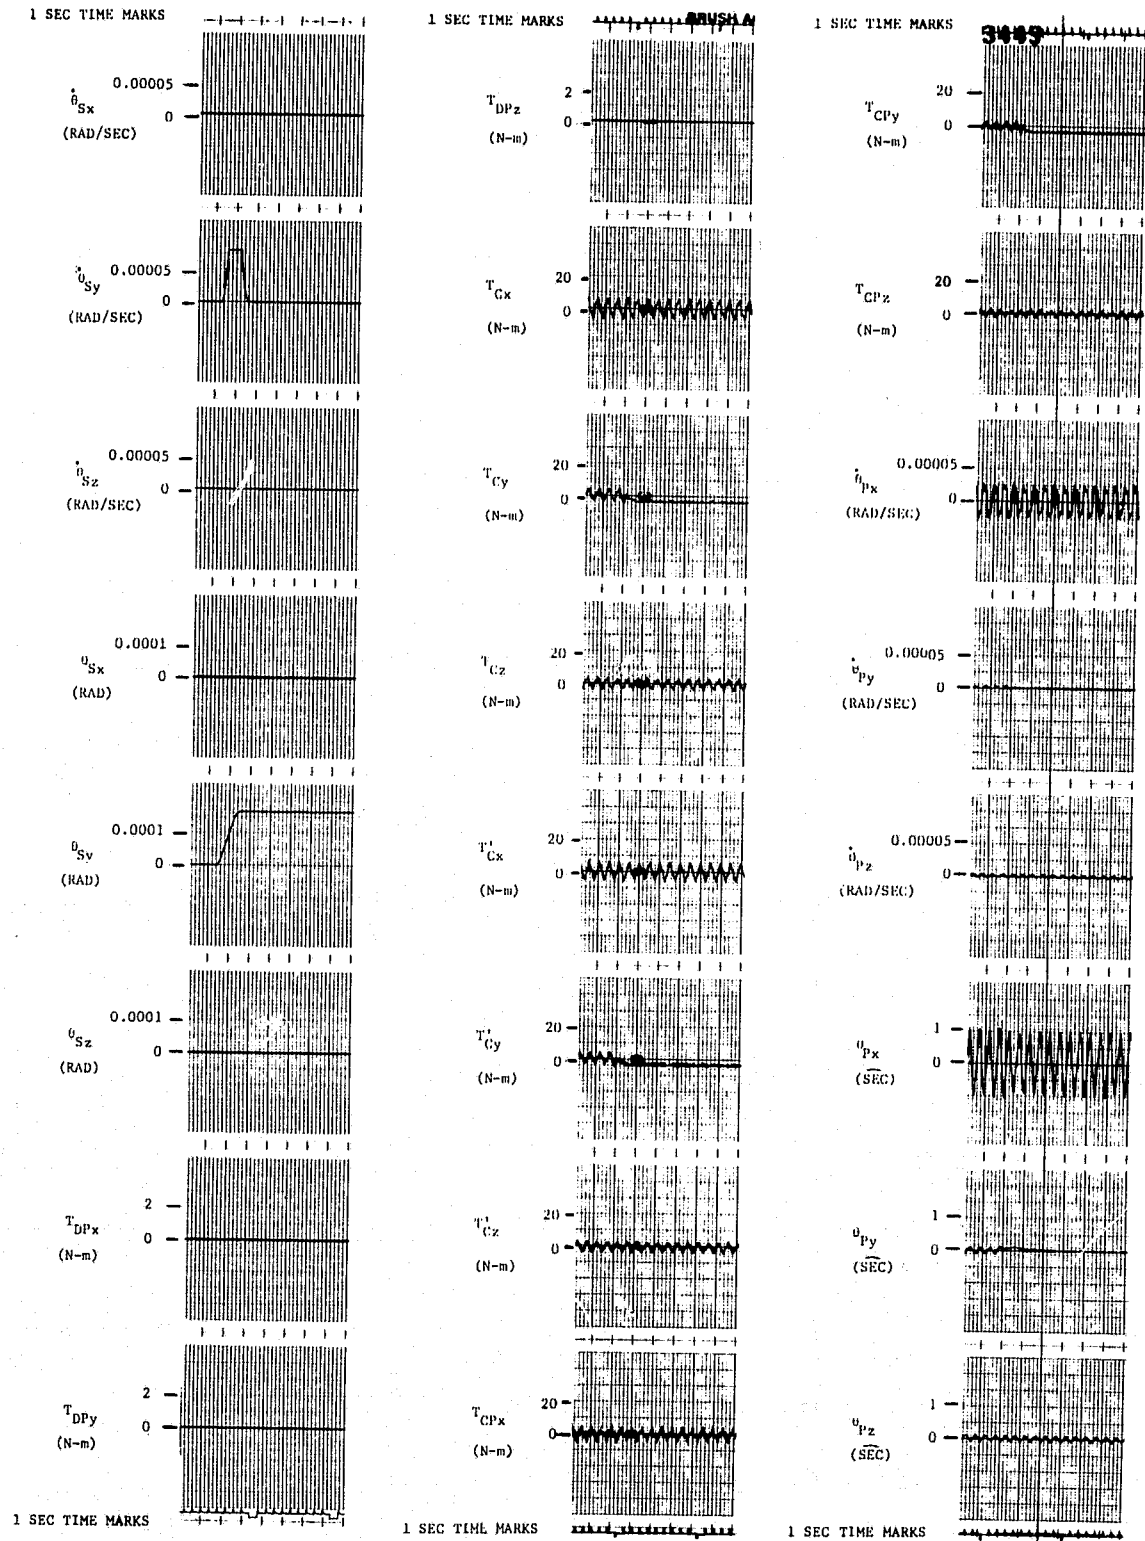 1 SEC TIME MARKS
0.00005
θ̇Sx
0
(RAD/SEC)
0.00005
θ̇Sy
0
(RAD/SEC)
0.00005
θ̇Sz
0
(RAD/SEC)
0.0001
θSx
0
(RAD)
0.0001
θSy
0
(RAD)
0.0001
θSz
0
(RAD)
2
TDPx
0
(N-m)
2
TDPy
0
(N-m)
1 SEC TIME MARKS
1 SEC TIME MARKS
BRUSH A
2
TDPz
0
(N-m)
20
TCx
0
(N-m)
20
TCy
0
(N-m)
20
TCz
0
(N-m)
20
T'Cx
0
(N-m)
20
T'Cy
0
(N-m)
20
T'Cz
0
(N-m)
20
TCPx
0
(N-m)
1 SEC TIME MARKS
1 SEC TIME MARKS
20
TCPy
0
(N-m)
20
TCPz
0
(N-m)
0.00005
θ̇Px
0
(RAD/SEC)
0.00005
θ̇Py
0
(RAD/SEC)
0.00005
θ̇Pz
0
(RAD/SEC)
1
θPx
0
(SEC)
1
θPy
0
(SEC)
1
θPz
0
(SEC)
1 SEC TIME MARKS